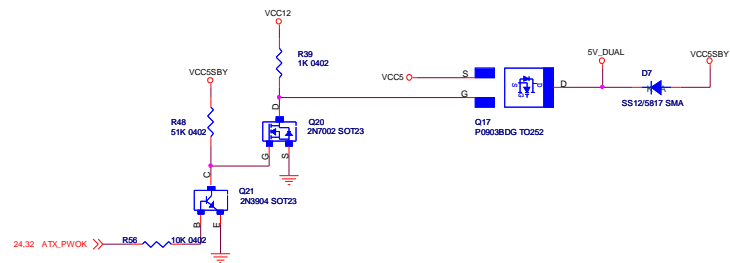 VCC12
R39
1K 0402
VCC5SBY
5V_DUAL
VCC5SBY
VCC5
S
D7
G
D
K
A
SS12/5817 SMA
S
D
G
R48
51K 0402
D
Q20
2N7002 SOT23
Q17
P0903BDG TO252
G
S
C
Q21
2N3904 SOT23
B
E
24,32 ATX_PWOK
R56
10K 0402